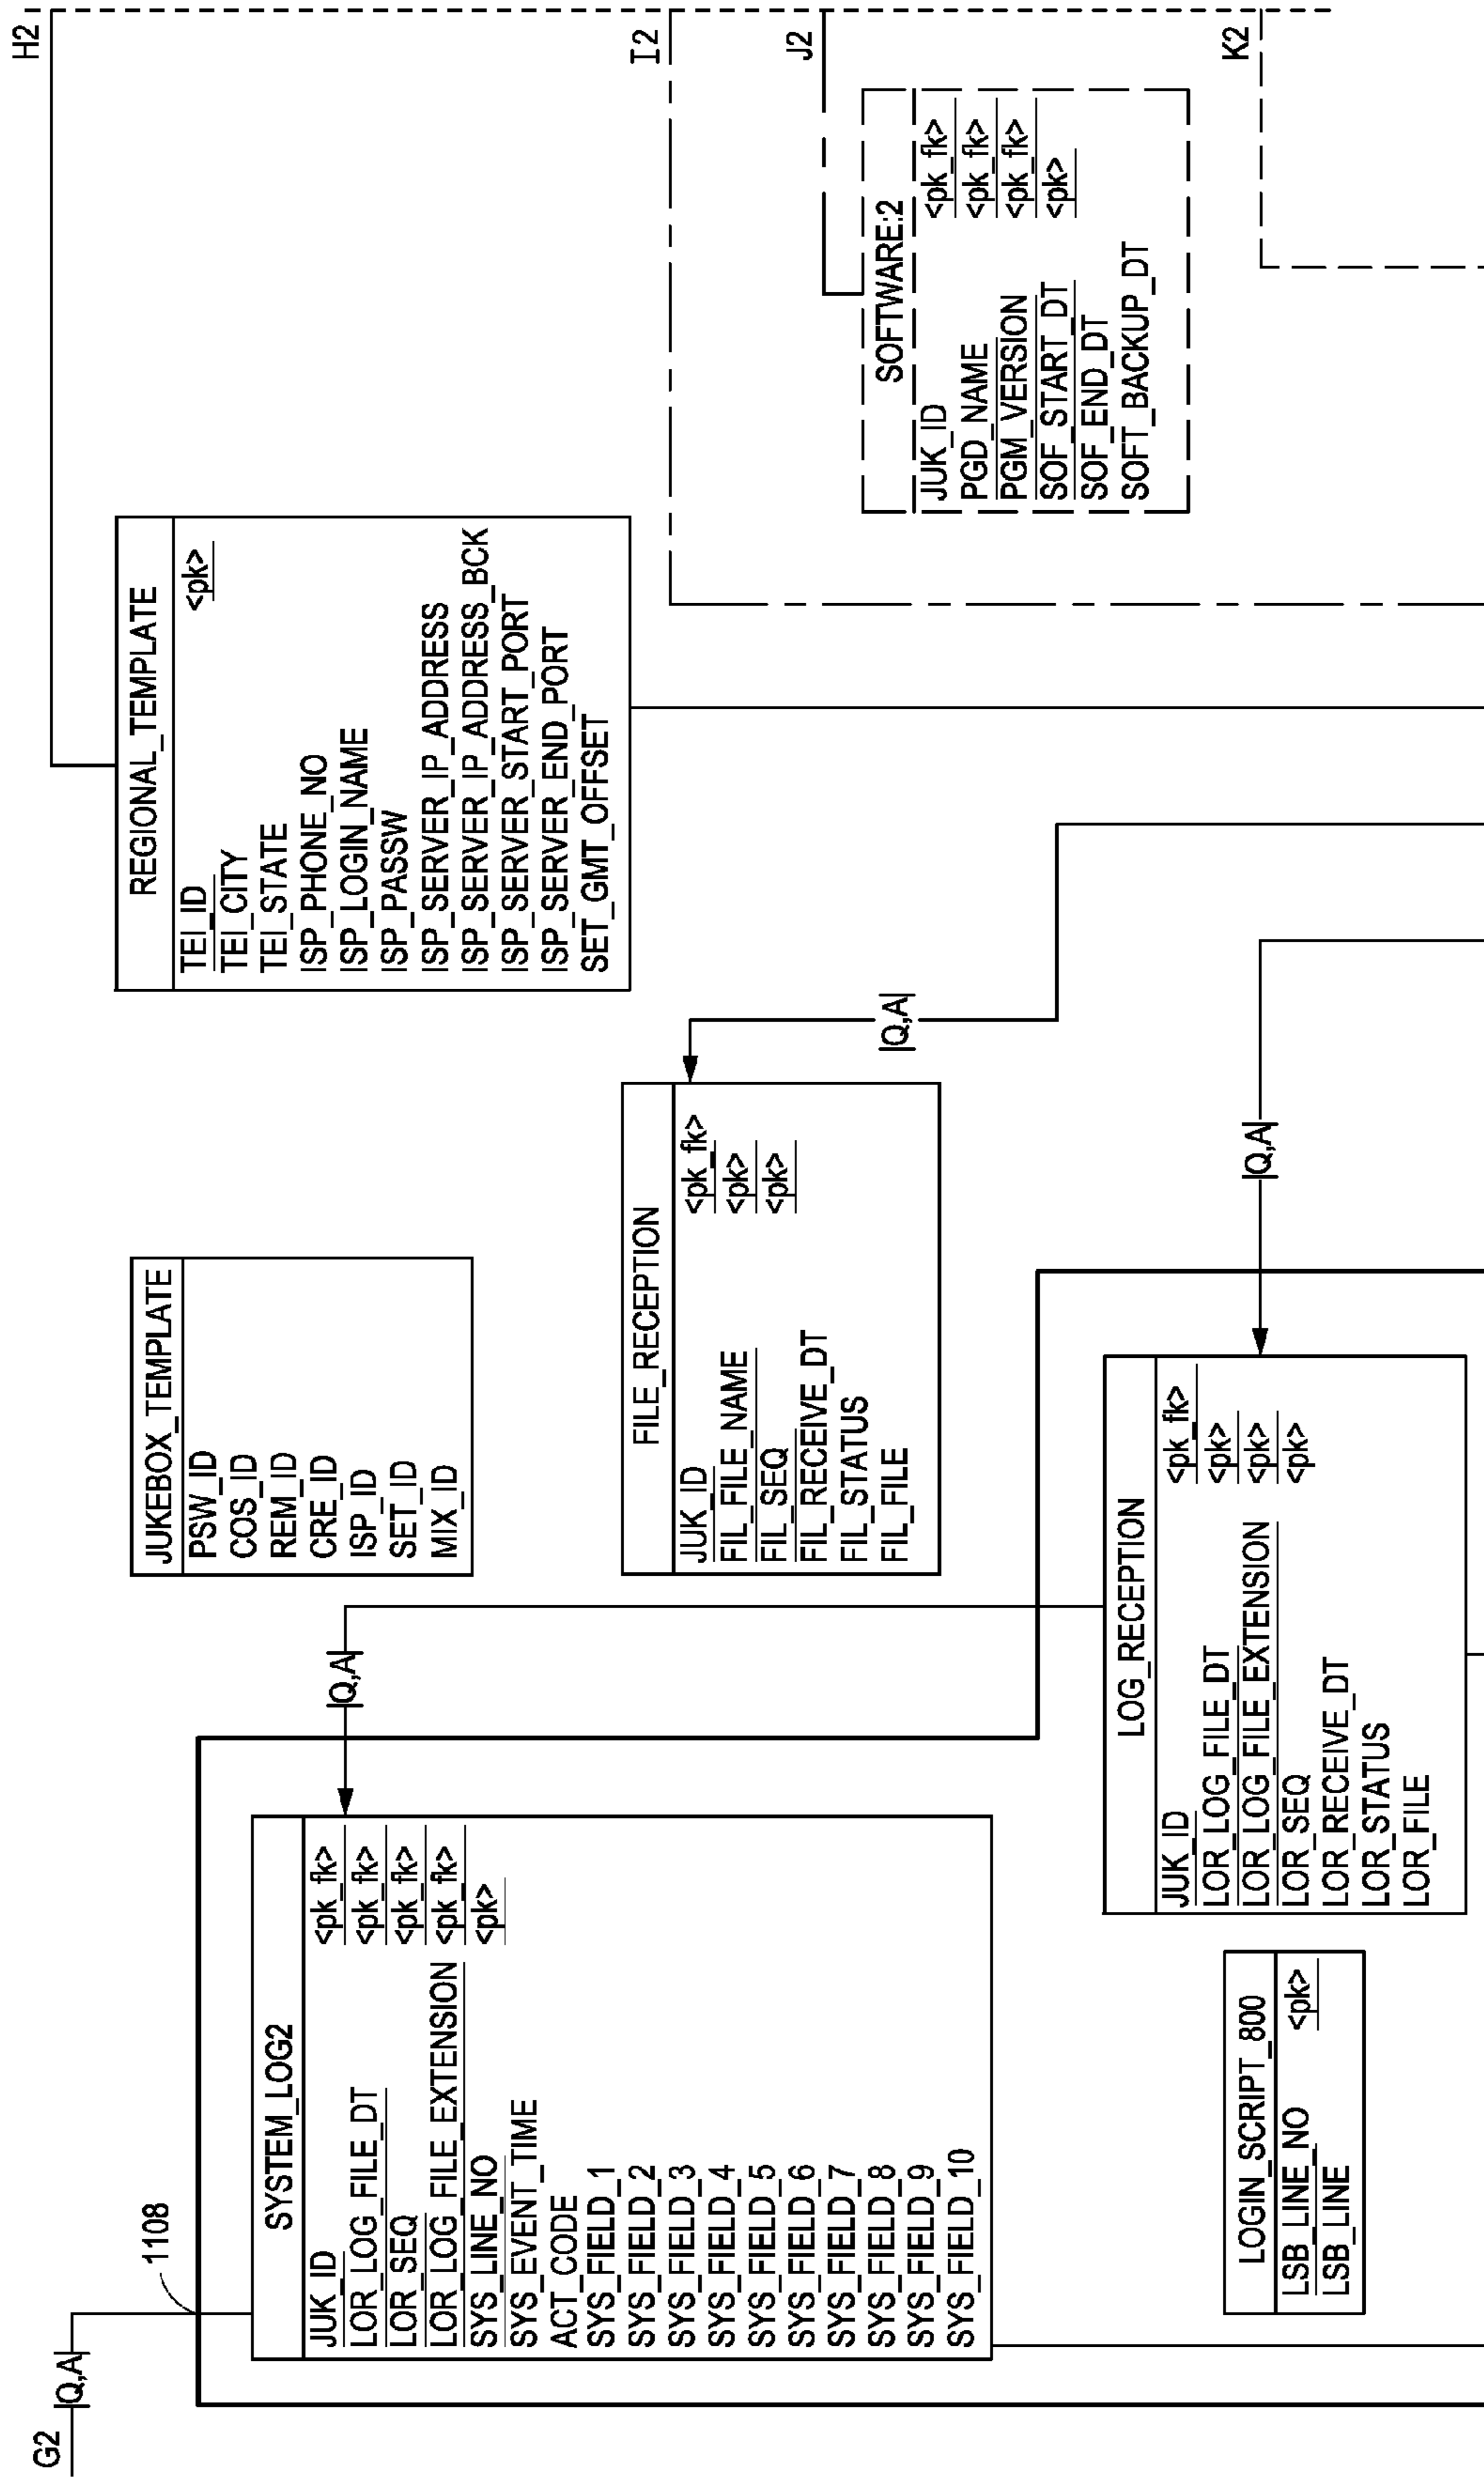 G2
|Q,A|
1108
SYSTEM_LOG2
JUK_ID <pk_fk>
LOR_LOG_FILE_DT <pk_fk>
LOR_SEQ <pk_fk>
LOR_LOG_FILE_EXTENSION <pk_fk>
SYS_LINE_NO <pk>
SYS_EVENT_TIME
ACT_CODE
SYS_FIELD_1
SYS_FIELD_2
SYS_FIELD_3
SYS_FIELD_4
SYS_FIELD_5
SYS_FIELD_6
SYS_FIELD_7
SYS_FIELD_8
SYS_FIELD_9
SYS_FIELD_10
|Q,A|
LOGIN_SCRIPT_800
LSB_LINE_NO <pk>
LSB_LINE
JUKEBOX_TEMPLATE
PSW_ID
COS_ID
REM_ID
CRE_ID
ISP_ID
SET_ID
MIX_ID
FILE_RECEPTION
JUK_ID <pk_fk>
FIL_FILE_NAME <pk>
FIL_SEQ <pk>
FIL_RECEIVE_DT
FIL_STATUS
FIL_FILE
|Q,A|
LOG_RECEPTION
JUK_ID <pk_fk>
LOR_LOG_FILE_DT <pk>
LOR_LOG_FILE_EXTENSION <pk>
LOR_SEQ <pk>
LOR_RECEIVE_DT
LOR_STATUS
LOR_FILE
|Q,A|
H2
REGIONAL_TEMPLATE
TEI_ID <pk>
TEI_CITY
TEI_STATE
ISP_PHONE_NO
ISP_LOGIN_NAME
ISP_PASSW
ISP_SERVER_IP_ADDRESS
ISP_SERVER_IP_ADDRESS_BCK
ISP_SERVER_START_PORT
ISP_SERVER_END_PORT
SET_GMT_OFFSET
I2
J2
SOFTWARE:2
JUK_ID <pk_fk>
PGD_NAME <pk_fk>
PGM_VERSION <pk_fk>
SOF_START_DT <pk>
SOF_END_DT
SOFT_BACKUP_DT
K2